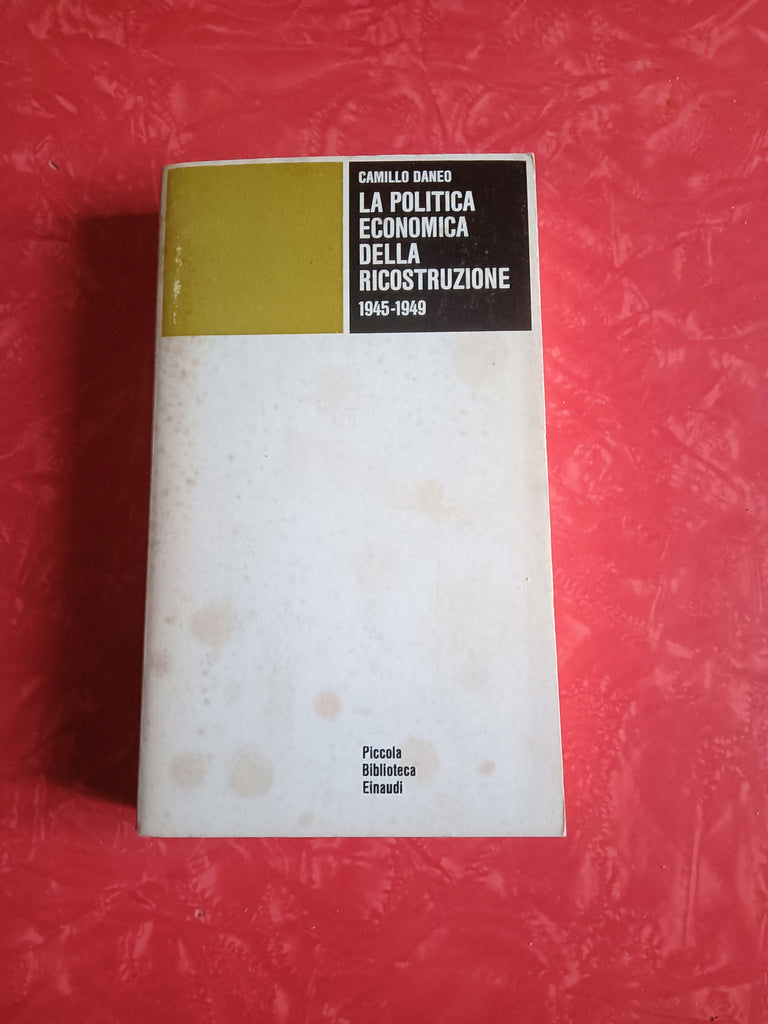 CAMILLO DANEO
LA POLITICA
ECONOMICA
DELLA
RICOSTRUZIONE
1945-1949
Piccola
Biblioteca
Einaudi